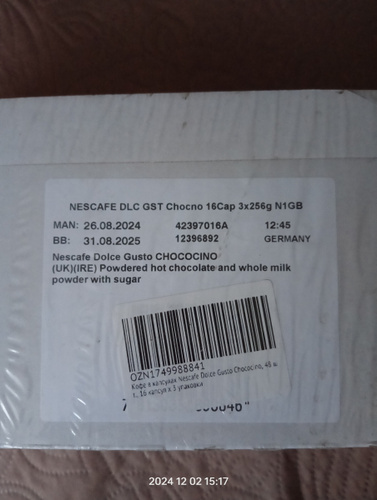 NESCAFE DLC GST Chocno 16Cap 3x256g N1GB
MAN: 26.08.2024 42397016A 12:45
BB: 31.08.2025 12396892 GERMANY
Nescafe Dolce Gusto CHOCOCINO
(UK)(IRE) Powdered hot chocolate and whole milk
powder with sugar
OZN1749988841
Кофе в капсулах Nescafe Dolce Gusto Chococino, 48 ш
т., 16 капсул x 3 упаковки
7
2024 12 02 15:17